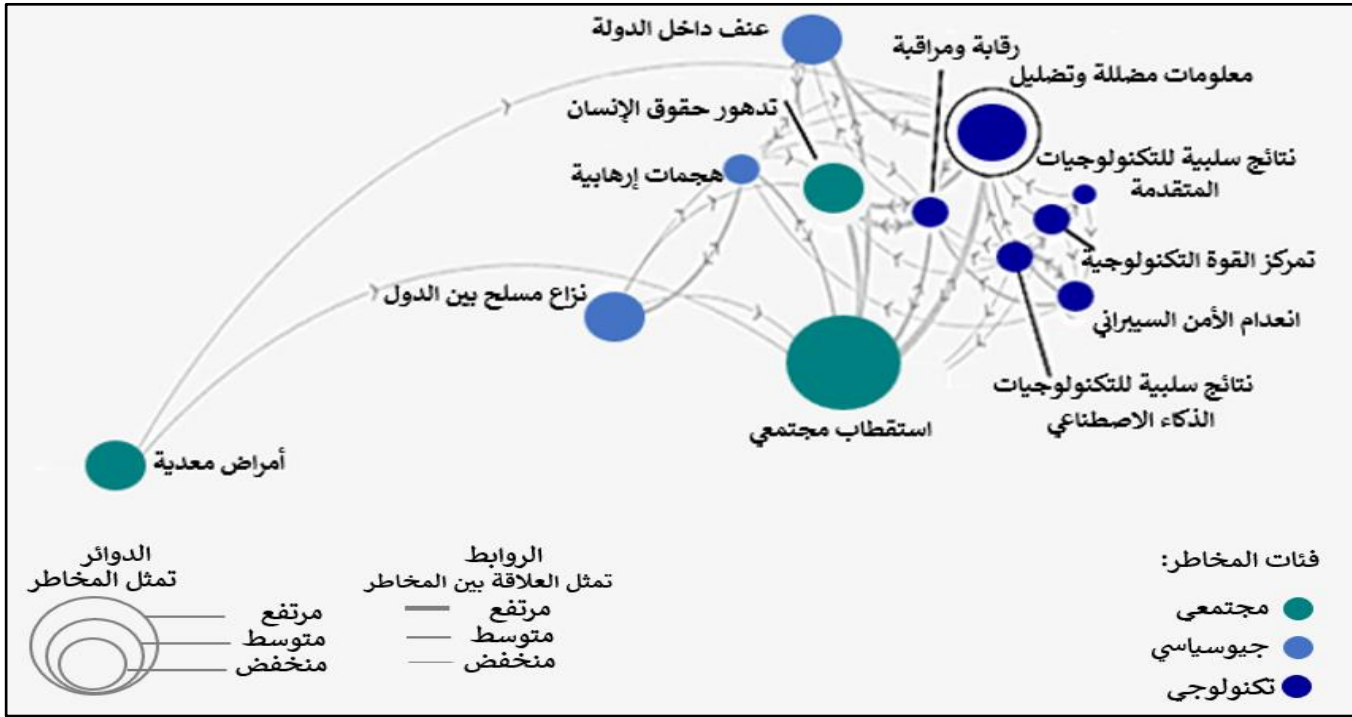 عنف داخل الدولة
رقابة ومراقبة
معلومات مضللة وتضليل
تدهور حقوق الإنسان
نتائج سلبية للتكنولوجيات
المتقدمة
هجمات إرهابية
تمركز القوة التكنولوجية
نزاع مسلح بين الدول
انعدام الأمن السيبراني
نتائج سلبية للتكنولوجيات
الذكاء الاصطناعي
استقطاب مجتمعي
أمراض معدية
فئات المخاطر:
مجتمعي
جيوسياسي
تكنولوجي
الروابط
تمثل العلاقة بين المخاطر
مرتفع
متوسط
منخفض
الدوائر
تمثل المخاطر
مرتفع
متوسط
منخفض